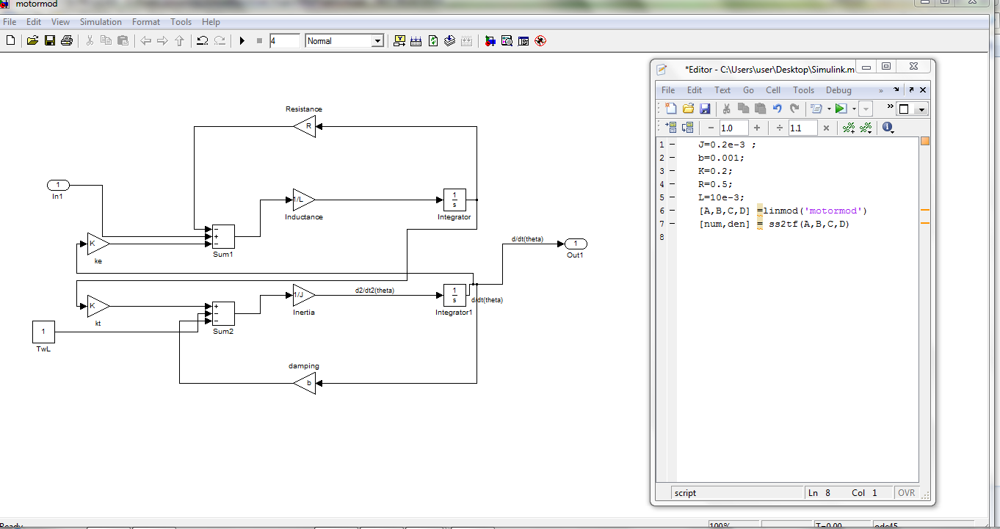 motormod
File Edit View Simulation Format Tools Help
4 Normal
Resistance
R
1
In1
1/L
Inductance
1
s
Integrator
−
+
−
Sum1
K
ke
d/dt(theta)
1
Out1
K
kt
+
−
−
Sum2
1/J
Inertia
d2/dt2(theta)
1
s
Integrator1
d/dt(theta)
1
TwL
damping
b
Ready 100% T=0.00 ode45
*Editor - C:\Users\user\Desktop\Simulink.m
File Edit Text Go Cell Tools Debug »
− 1.0 + ÷ 1.1 ×
1 − J=0.2e-3 ;
2 − b=0.001;
3 − K=0.2;
4 − R=0.5;
5 − L=10e-3;
6 − [A,B,C,D] =linmod('motormod')
7 − [num,den] = ss2tf(A,B,C,D)
8
script Ln 8 Col 1 OVR